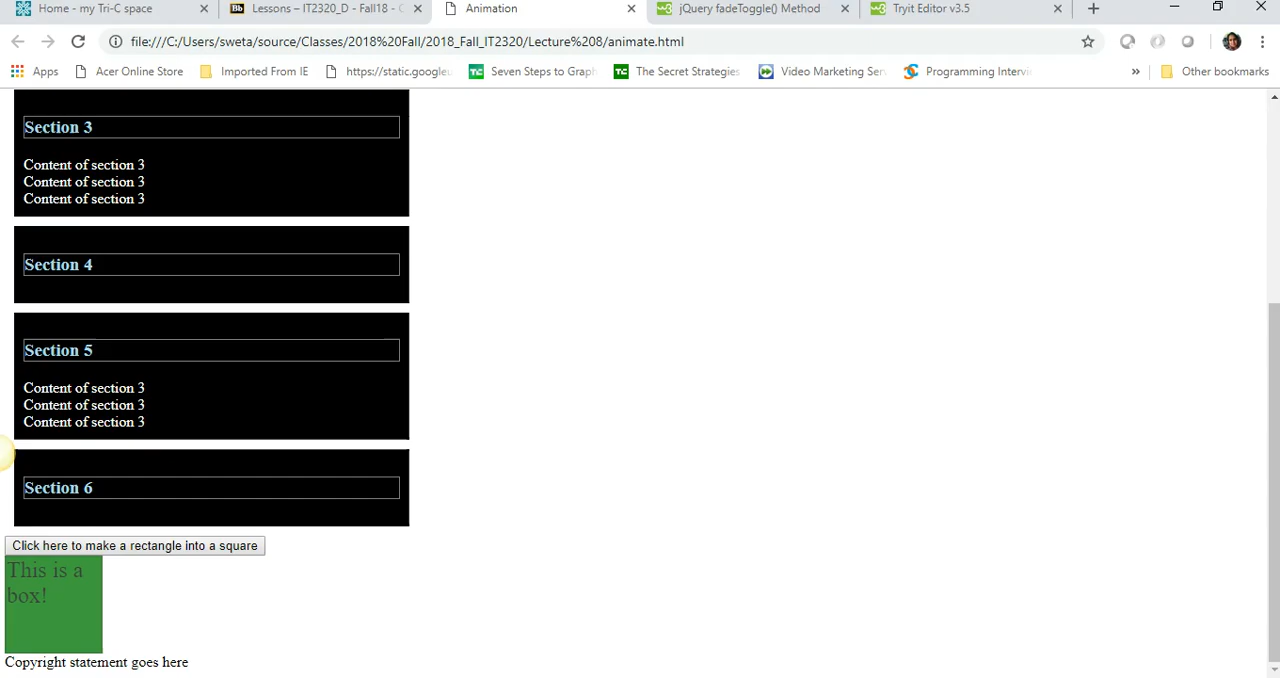 Home - my Tri-C space
Lessons – IT2320_D - Fall18 - C
Animation
jQuery fadeToggle() Method
Tryit Editor v3.5
file:///C:/Users/sweta/source/Classes/2018%20Fall/2018_Fall_IT2320/Lecture%208/animate.html
Apps
Acer Online Store
Imported From IE
https://static.googleu
Seven Steps to Graph
The Secret Strategies
Video Marketing Serv
Programming Intervi
»
Other bookmarks
Section 3
Content of section 3
Content of section 3
Content of section 3
Section 4
Section 5
Content of section 3
Content of section 3
Content of section 3
Section 6
Click here to make a rectangle into a square
This is a
box!
Copyright statement goes here